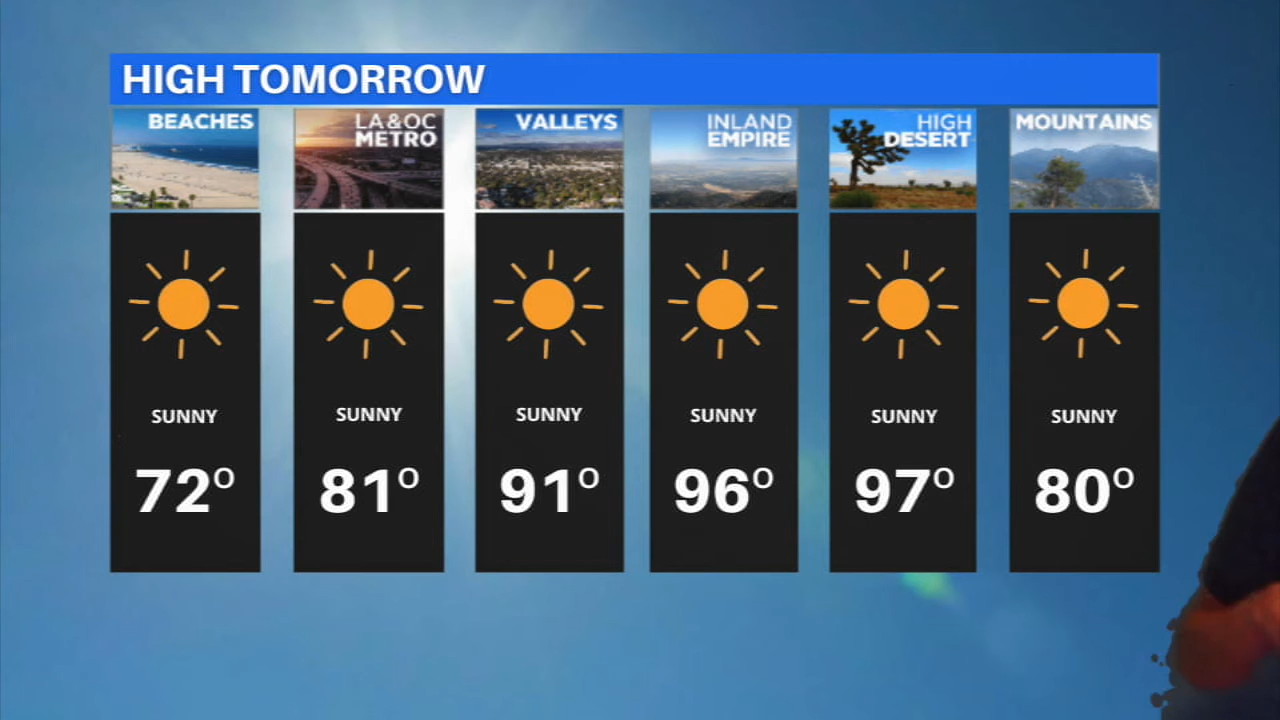 HIGH TOMORROW
BEACHES
LA&OC
METRO
VALLEYS
INLAND
EMPIRE
HIGH
DESERT
MOUNTAINS
SUNNY
SUNNY
SUNNY
SUNNY
SUNNY
SUNNY
72°
81°
91°
96°
97°
80°